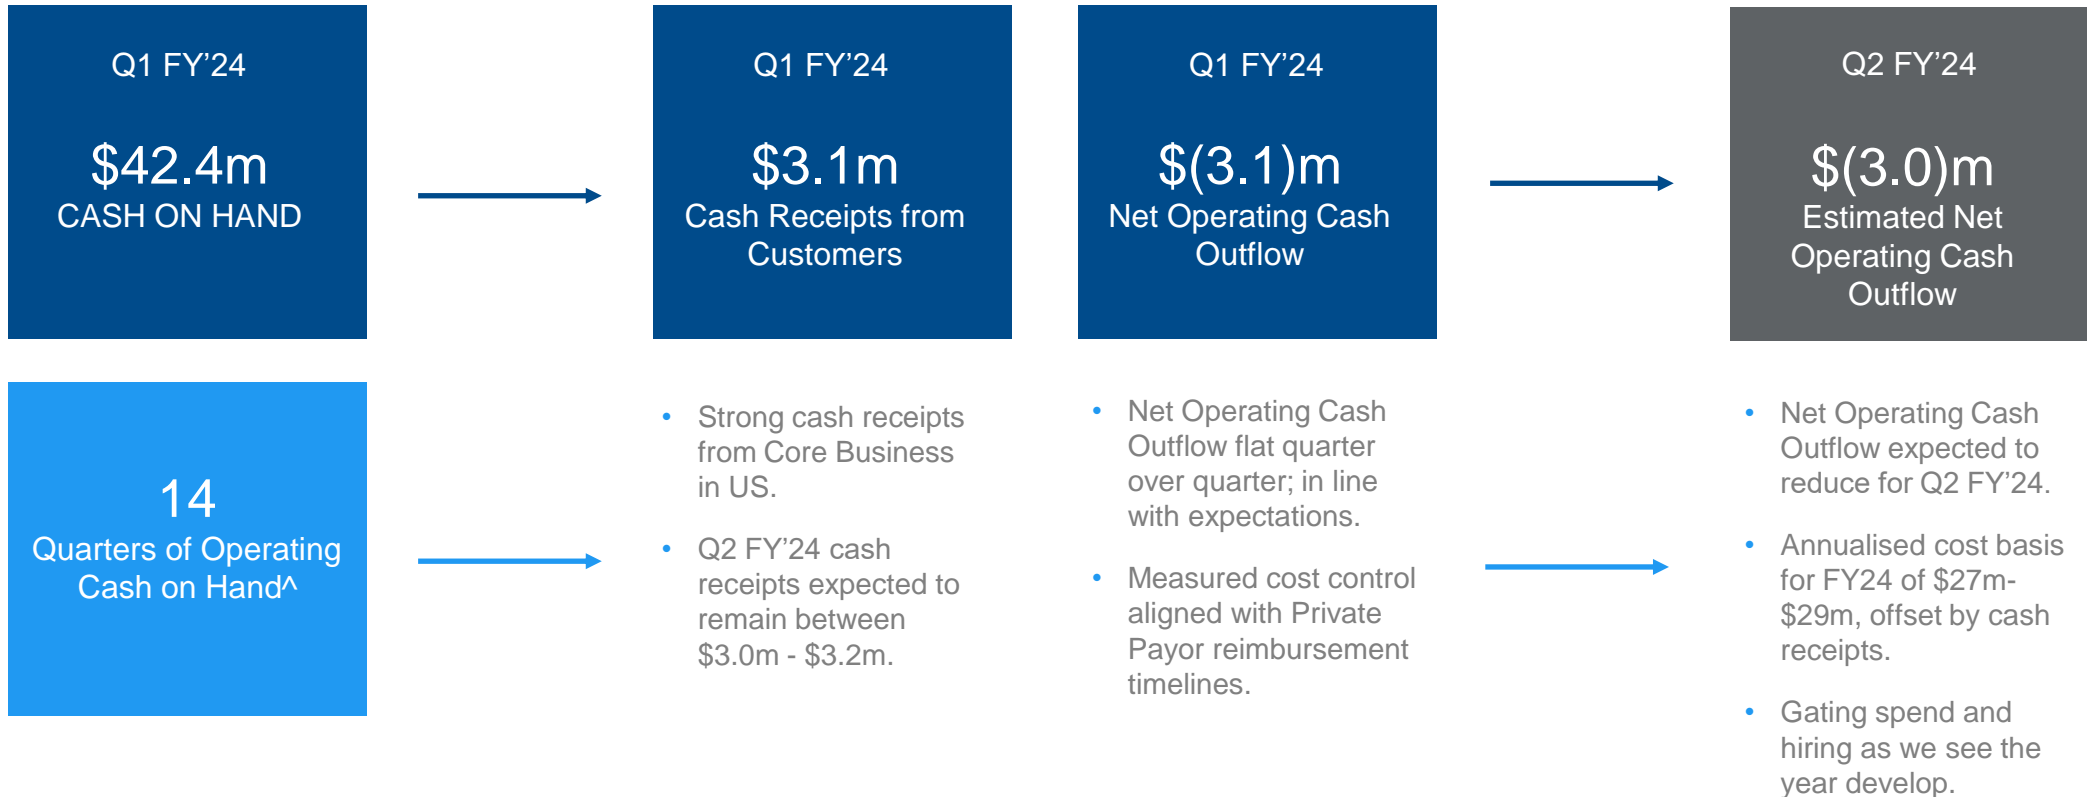 Q1 FY’24
$42.4m
CASH ON HAND
Q1 FY’24
$3.1m
Cash Receipts from
Customers
Q1 FY’24
$(3.1)m
Net Operating Cash
Outflow
Q2 FY’24
$(3.0)m
Estimated Net
Operating Cash
Outflow
14
Quarters of Operating
Cash on Hand^
• Strong cash receipts
from Core Business
in US.
• Q2 FY’24 cash
receipts expected to
remain between
$3.0m - $3.2m.
• Net Operating Cash
Outflow flat quarter
over quarter; in line
with expectations.
• Measured cost control
aligned with Private
Payor reimbursement
timelines.
• Net Operating Cash
Outflow expected to
reduce for Q2 FY’24.
• Annualised cost basis
for FY24 of $27m-
$29m, offset by cash
receipts.
• Gating spend and
hiring as we see the
year develop.